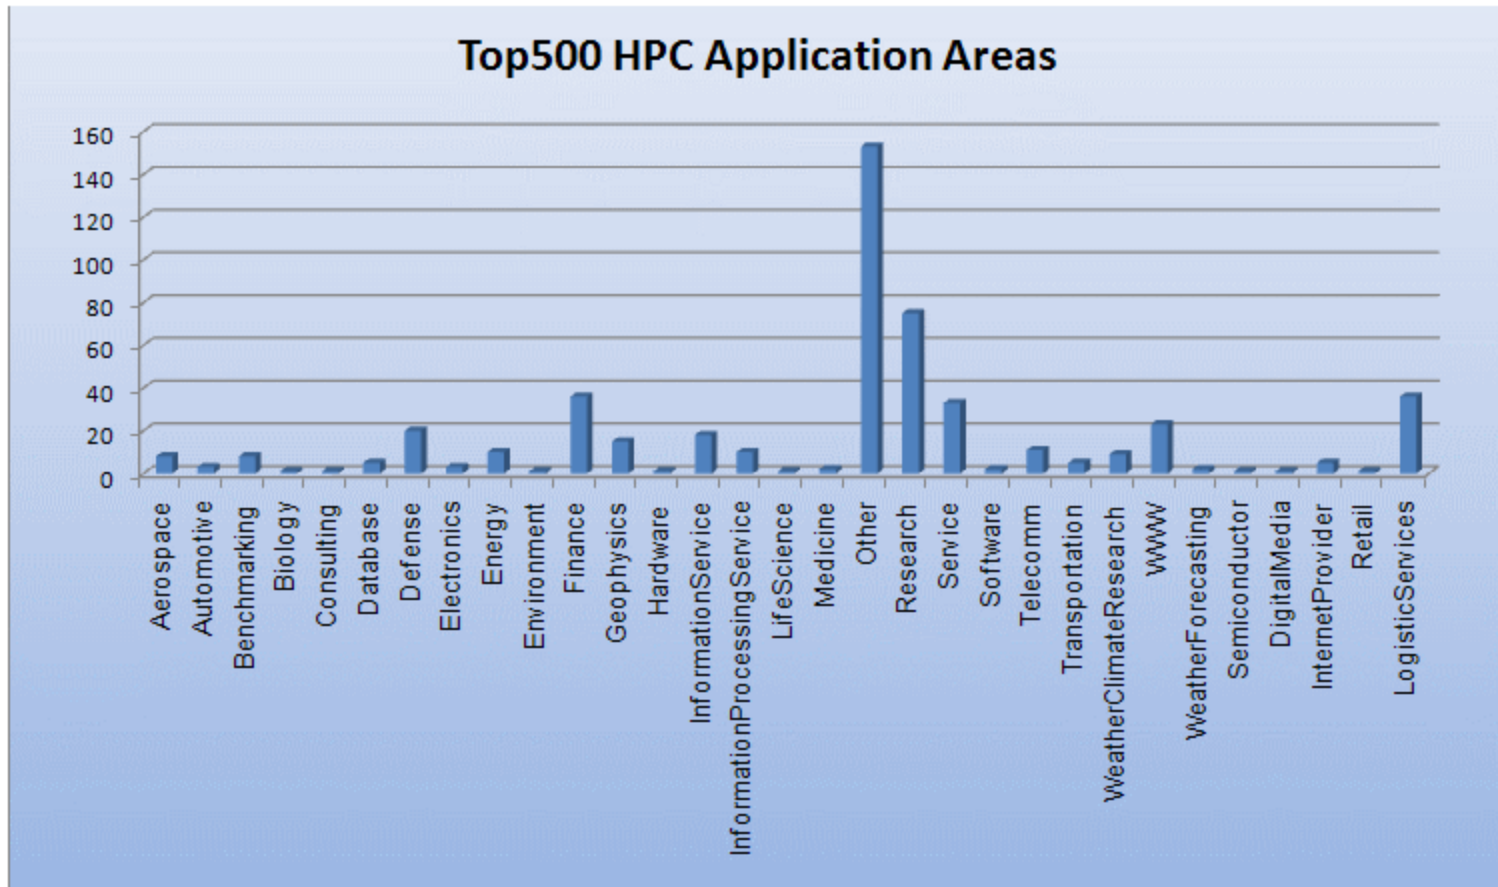 Top500 HPC Application Areas
160
140
120
100
80
60
40
20
0
Aerospace
Automotive
Benchmarking
Biology
Consulting
Database
Defense
Electronics
Energy
Environment
Finance
Geophysics
Hardware
InformationService
InformationProcessingService
LifeScience
Medicine
Other
Research
Service
Software
Telecomm
Transportation
WeatherClimateResearch
WWW
WeatherForecasting
Semiconductor
DigitalMedia
InternetProvider
Retail
LogisticServices